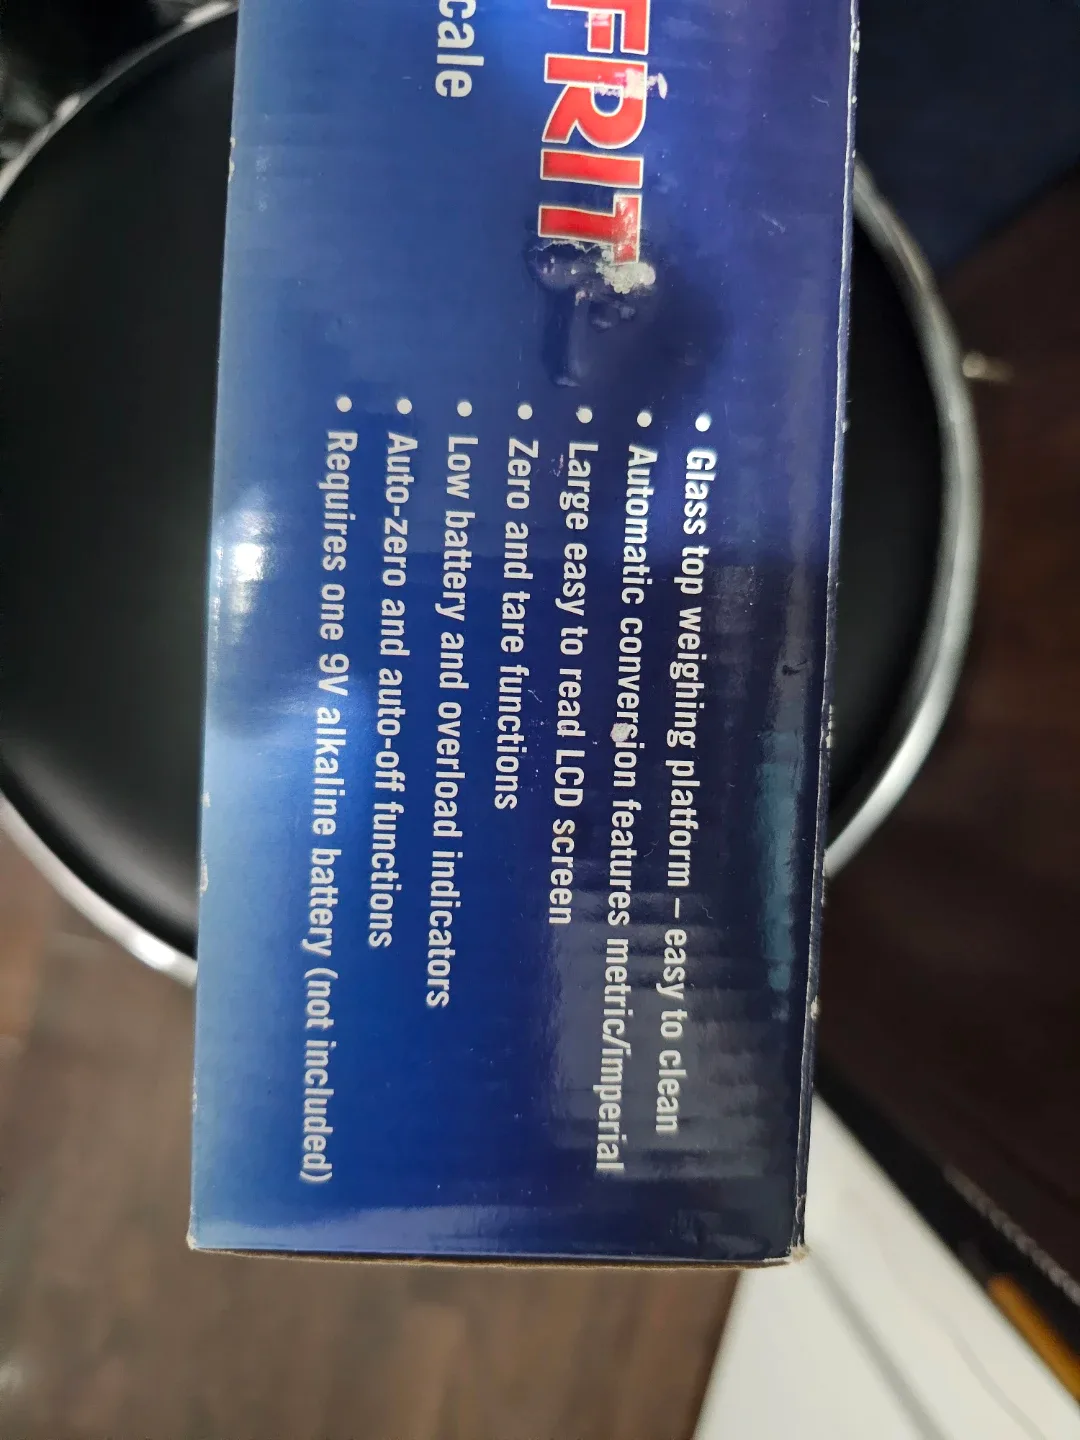 FRIT
cale
• Glass top weighing platform – easy to clean
• Automatic conversion features metric/imperial
• Large easy to read LCD screen
• Zero and tare functions
• Low battery and overload indicators
• Auto-zero and auto-off functions
• Requires one 9V alkaline battery (not included)